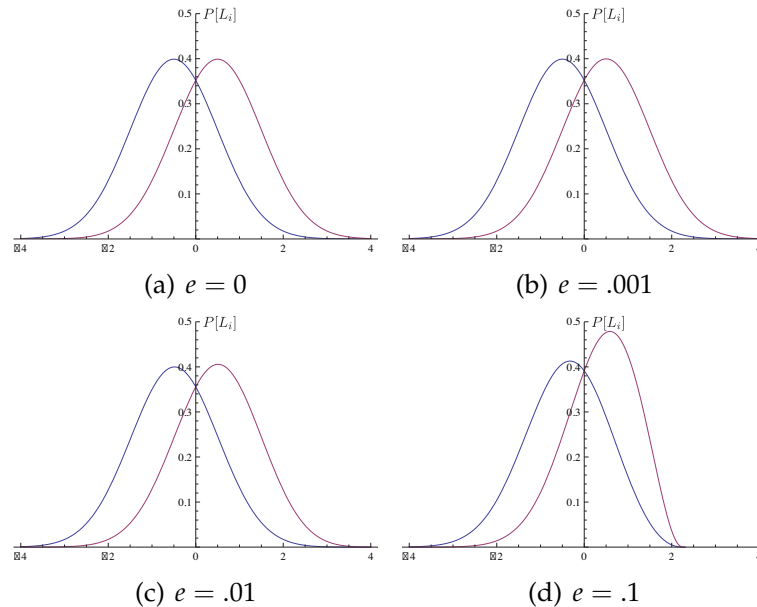 P[L_i] P[L_i]
0.5 0.5
0.4 0.4
0.3 0.3
0.2 0.2
0.1 0.1
4 2 0 2 4 4 2 0 2 4
(a) e = 0 (b) e = .001
P[L_i] P[L_i]
0.5 0.5
0.4 0.4
0.3 0.3
0.2 0.2
0.1 0.1
4 2 0 2 4 4 2 0 2 4
(c) e = .01 (d) e = .1